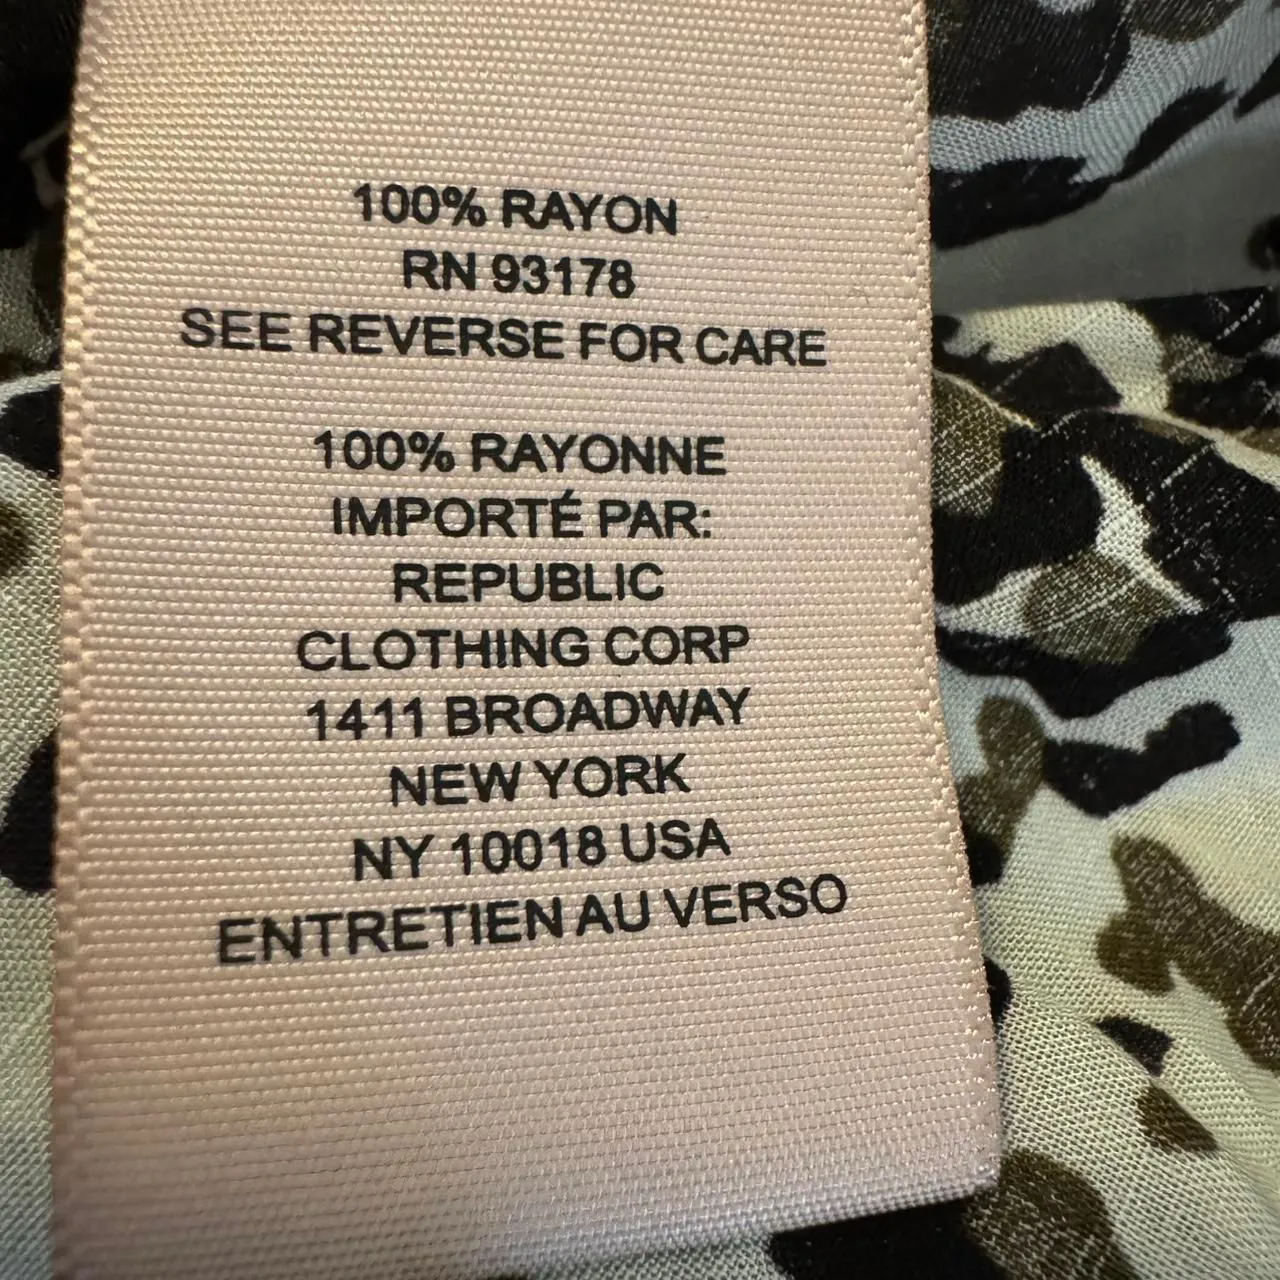 100% RAYON
RN 93178
SEE REVERSE FOR CARE
100% RAYONNE
IMPORTÉ PAR:
REPUBLIC
CLOTHING CORP
1411 BROADWAY
NEW YORK
NY 10018 USA
ENTRETIEN AU VERSO